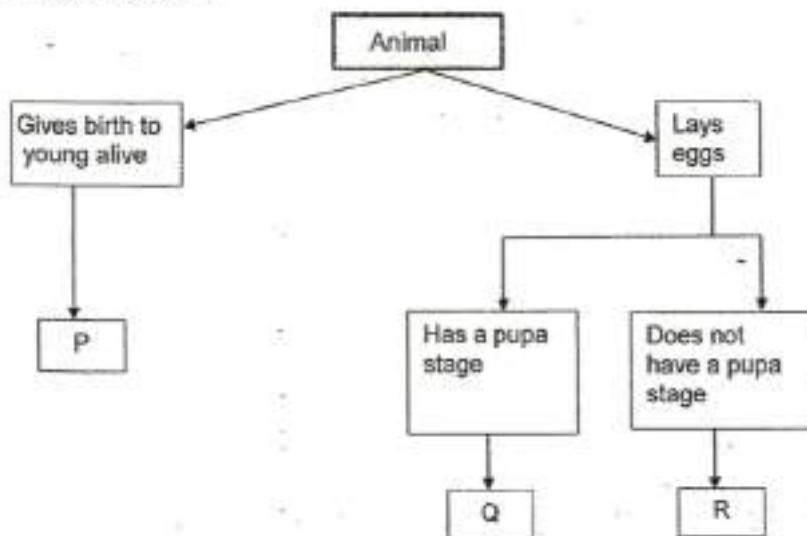 Animal
Gives birth to
young alive
Lays
eggs
P
Has a pupa
stage
Does not
have a pupa
stage
Q
R